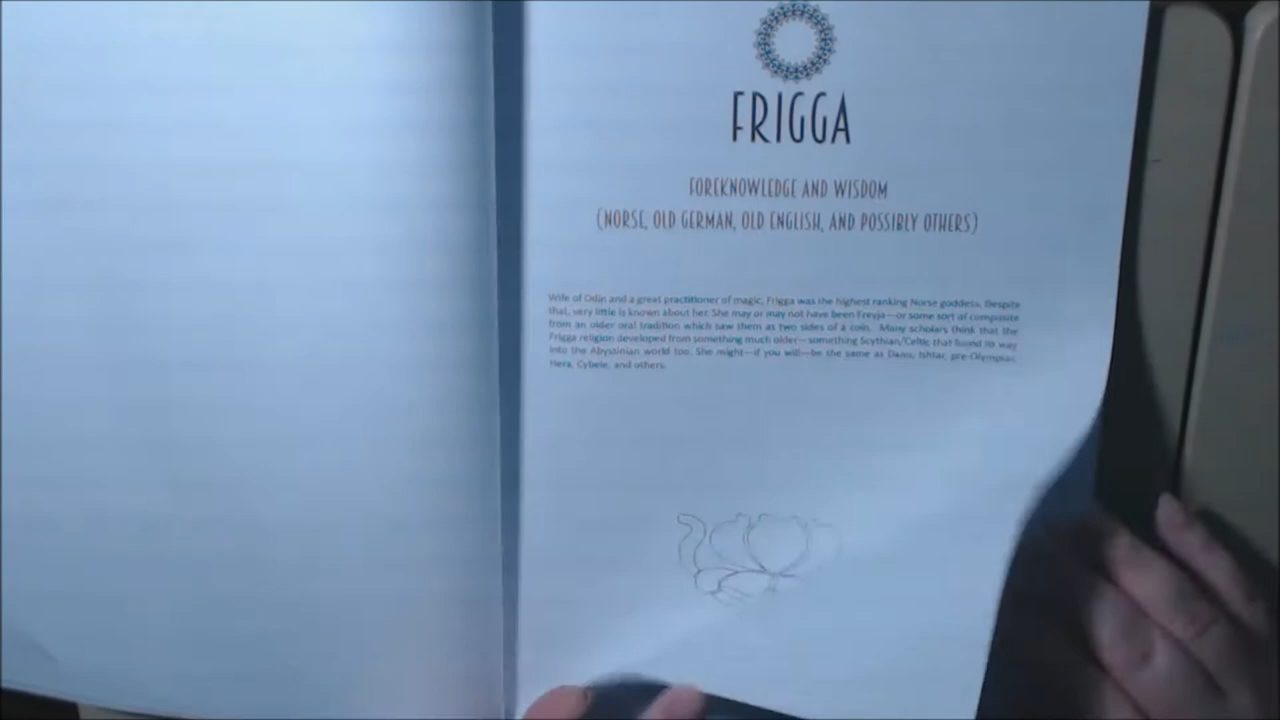 FRIGGA
FOREKNOWLEDGE AND WISDOM
(NORSE, OLD GERMAN, OLD ENGLISH, AND POSSIBLY OTHERS)
Wife of Odin and a great practitioner of magic, Frigga was the highest ranking Norse goddess. Despite
that, very little is known about her. She may or may not have been Freyja—or some sort of composite
from an older oral tradition which saw them as two sides of a coin. Many scholars think that the
Frigga religion developed from something much older—something Scythian/Celtic that found its way
into the Abyssinian world too. She might—if you will—be the same as Danu, Ishtar, pre-Olympian
Hera, Cybele, and others.